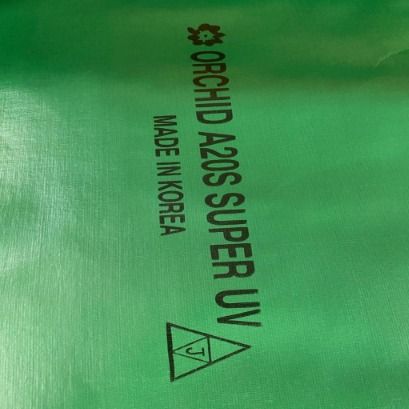 ORCHID A20S SUPER UV
MADE IN KOREA
J